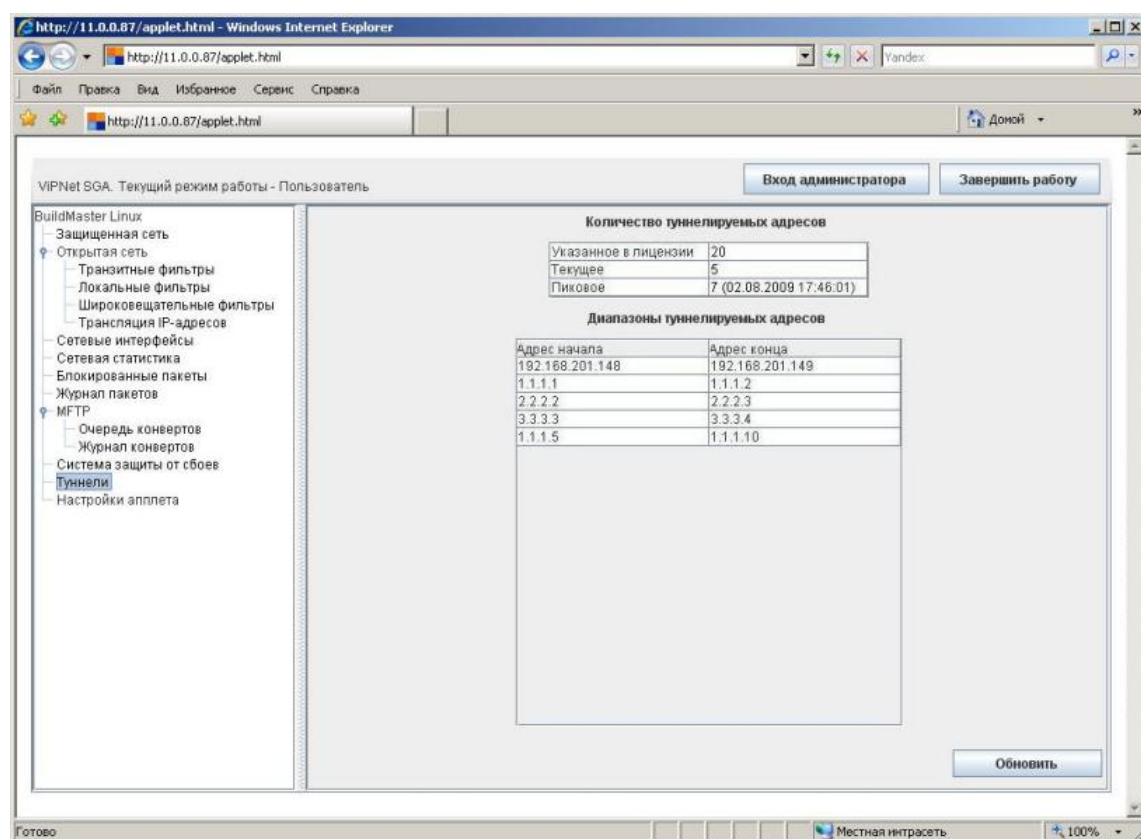 http://11.0.0.87/applet.html - Windows Internet Explorer
http://11.0.0.87/applet.html
Yandex
Файл Правка Вид Избранное Сервис Справка
http://11.0.0.87/applet.html
Домой
ViPNet SGA. Текущий режим работы - Пользователь
Вход администратора
Завершить работу
BuildMaster Linux
Защищенная сеть
Открытая сеть
Транзитные фильтры
Локальные фильтры
Широковещательные фильтры
Трансляция IP-адресов
Сетевые интерфейсы
Сетевая статистика
Блокированные пакеты
Журнал пакетов
MFTP
Очередь конвертов
Журнал конвертов
Система защиты от сбоев
Туннели
Настройки апплета
Количество туннелируемых адресов
Указанное в лицензии 20
Текущее 5
Пиковое 7 (02.08.2009 17:46:01)
Диапазоны туннелируемых адресов
Адрес начала Адрес конца
192.168.201.148 192.168.201.149
1.1.1.1 1.1.1.2
2.2.2.2 2.2.2.3
3.3.3.3 3.3.3.4
1.1.1.5 1.1.1.10
Обновить
Готово
Местная интрасеть
100%